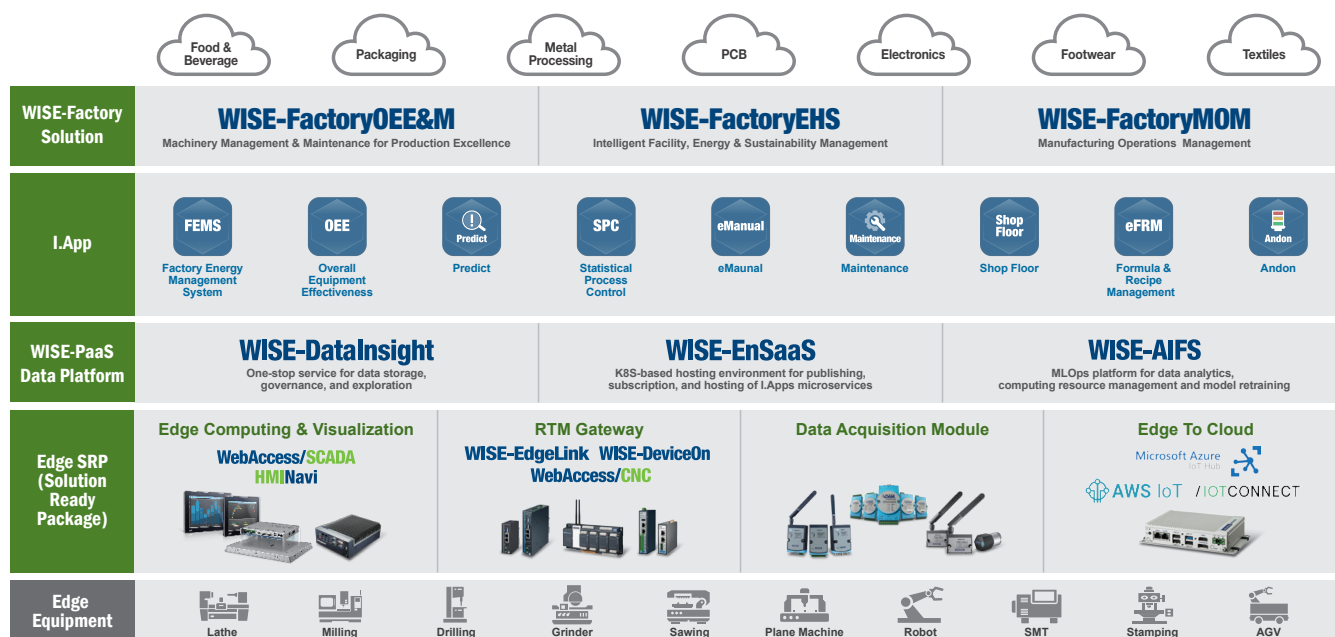 Food &
Beverage
Packaging
Metal
Processing
PCB
Electronics
Footwear
Textiles
WISE-Factory
Solution
WISE-FactoryOEE&M
Machinery Management & Maintenance for Production Excellence
WISE-FactoryEHS
Intelligent Facility, Energy & Sustainability Management
WISE-FactoryMOM
Manufacturing Operations Management
I.App
FEMS
Factory Energy
Management
System
OEE
Overall
Equipment
Effectiveness
Predict
Predict
SPC
Statistical
Process
Control
eManual
eMaunal
Maintenance
Maintenance
Shop
Floor
Shop Floor
eFRM
Formula &
Recipe
Management
Andon
Andon
WISE-PaaS
Data Platform
WISE-DataInsight
One-stop service for data storage,
governance, and exploration
WISE-EnSaaS
K8S-based hosting environment for publishing,
subscription, and hosting of I.Apps microservices
WISE-AIFS
MLOps platform for data analytics,
computing resource management and model retraining
Edge SRP
(Solution
Ready
Package)
Edge Computing & Visualization
WebAccess/SCADA
HMINavi
RTM Gateway
WISE-EdgeLink WISE-DeviceOn
WebAccess/CNC
Data Acquisition Module
Edge To Cloud
Microsoft Azure
IoT Hub
AWS IoT /IOTCONNECT
Edge
Equipment
Lathe
Milling
Drilling
Grinder
Sawing
Plane Machine
Robot
SMT
Stamping
AGV